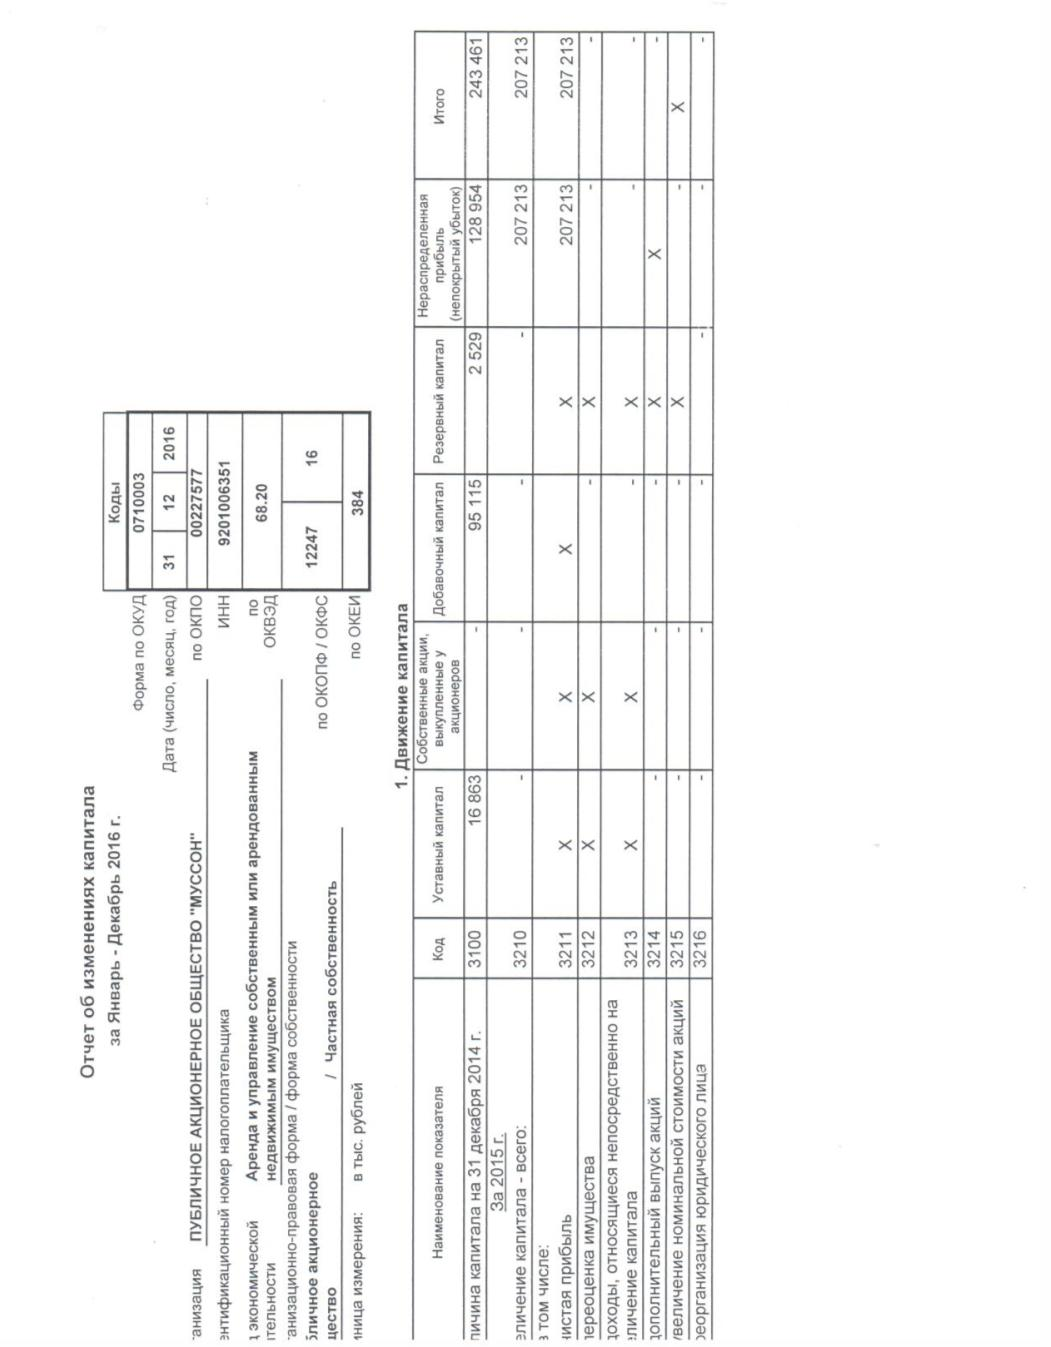 Отчет об изменениях капитала
за Январь - Декабрь 2016 г.
Коды
Форма по ОКУД 0710003
Дата (число, месяц, год) 31 12 2016
анизация ПУБЛИЧНОЕ АКЦИОНЕРНОЕ ОБЩЕСТВО "МУССОН" по ОКПО 00227577
ентификационный номер налогоплательщика ИНН 9201006351
д экономической Аренда и управление собственным или арендованным по
тельности недвижимым имуществом ОКВЭД 68.20
анизационно-правовая форма / форма собственности
бличное акционерное
щество / Частная собственность по ОКОПФ / ОКФС 12247 16
ница измерения: в тыс. рублей по ОКЕИ 384
1. Движение капитала
Наименование показателя Код Уставный капитал Собственные акции, выкупленные у акционеров Добавочный капитал Резервный капитал Нераспределенная прибыль (непокрытый убыток) Итого
личина капитала на 31 декабря 2014 г. 3100 16 863 - 95 115 2 529 128 954 243 461
За 2015 г.
еличение капитала - всего: 3210 - - - - 207 213 207 213
в том числе:
чистая прибыль 3211 X X X X 207 213 207 213
переоценка имущества 3212 X X - X - -
доходы, относящиеся непосредственно на
еличение капитала 3213 X X - X - -
дополнительный выпуск акций 3214 - - - X X -
увеличение номинальной стоимости акций 3215 - - - X - X
реорганизация юридического лица 3216 - - - - - -